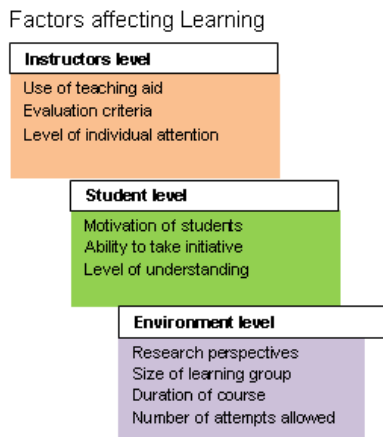 Factors affecting Learning
Instructors level
Use of teaching aid
Evaluation criteria
Level of individual attention
Student level
Motivation of students
Ability to take initiative
Level of understanding
Environment level
Research perspectives
Size of learning group
Duration of course
Number of attempts allowed